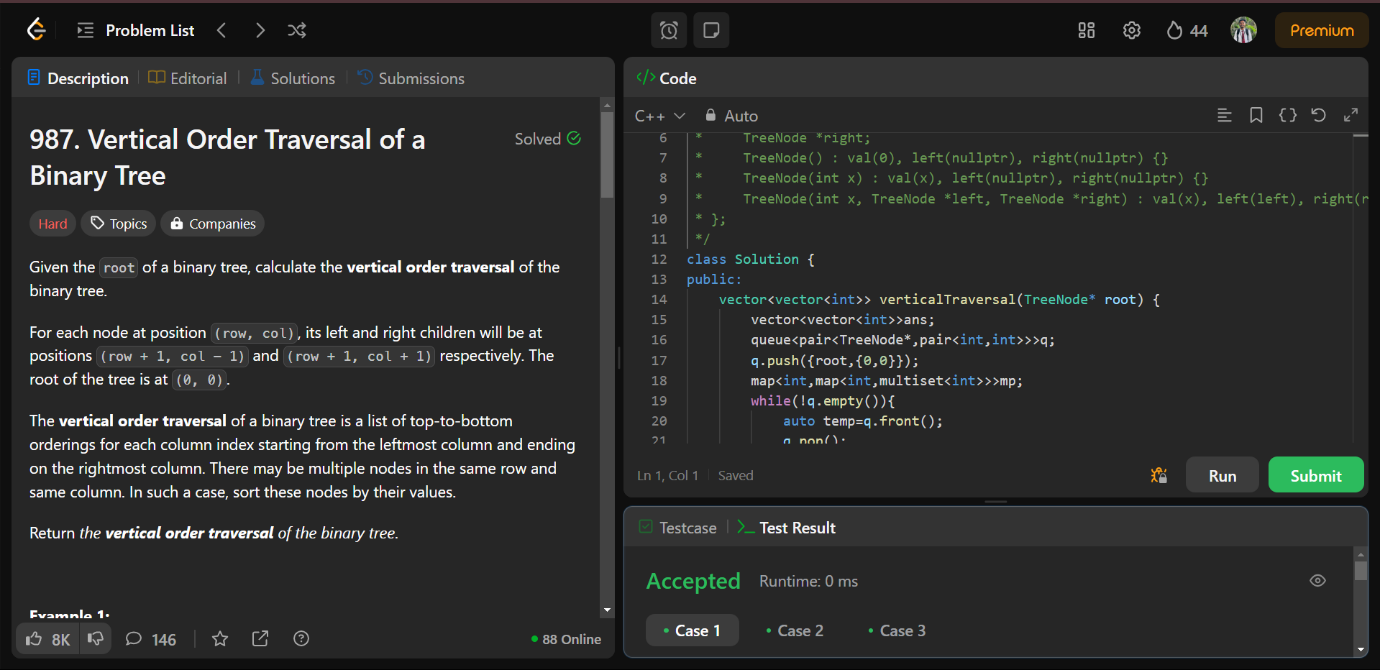 Problem List
44
Premium
Description
Editorial
Solutions
Submissions
987. Vertical Order Traversal of a
Binary Tree
Solved
Hard
Topics
Companies
Given the root of a binary tree, calculate the vertical order traversal of the
binary tree.
For each node at position (row, col), its left and right children will be at
positions (row + 1, col - 1) and (row + 1, col + 1) respectively. The
root of the tree is at (0, 0).
The vertical order traversal of a binary tree is a list of top-to-bottom
orderings for each column index starting from the leftmost column and ending
on the rightmost column. There may be multiple nodes in the same row and
same column. In such a case, sort these nodes by their values.
Return the vertical order traversal of the binary tree.
Example 1:
8K
146
88 Online
</> Code
C++
Auto
6 *     TreeNode *right;
7 *     TreeNode() : val(0), left(nullptr), right(nullptr) {}
8 *     TreeNode(int x) : val(x), left(nullptr), right(nullptr) {}
9 *     TreeNode(int x, TreeNode *left, TreeNode *right) : val(x), left(left), right(r
10 * };
11 */
12 class Solution {
13 public:
14     vector<vector<int>> verticalTraversal(TreeNode* root) {
15         vector<vector<int>>ans;
16         queue<pair<TreeNode*,pair<int,int>>>q;
17         q.push({root,{0,0}});
18         map<int,map<int,multiset<int>>>mp;
19         while(!q.empty()){
20             auto temp=q.front();
21             q.pop();
Ln 1, Col 1
Saved
Run
Submit
Testcase
Test Result
Accepted
Runtime: 0 ms
Case 1
Case 2
Case 3